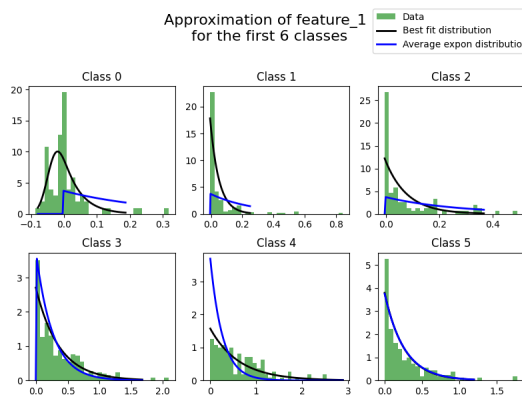 Approximation of feature_1
for the first 6 classes
Data
Best fit distribution
Average expon distributio
Class 0
Class 1
Class 2
20
15
10
5
0
−0.1 0.0 0.1 0.2 0.3
20
15
10
5
0
0.0 0.2 0.4 0.6 0.8
25
20
15
10
5
0
0.0 0.2 0.4
Class 3
Class 4
Class 5
3
2
1
0
0.0 0.5 1.0 1.5 2.0
3
2
1
0
0 1 2 3
5
4
3
2
1
0
0.0 0.5 1.0 1.5